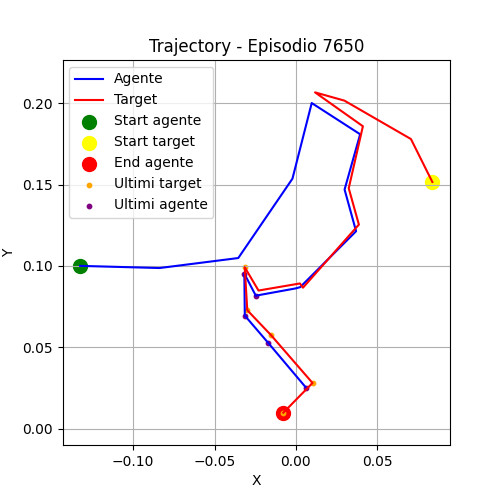 Trajectory - Episodio 7650
Agente
Target
Start agente
Start target
End agente
Ultimi target
Ultimi agente
Y
0.20
0.15
0.10
0.05
0.00
−0.10
−0.05
0.00
0.05
X